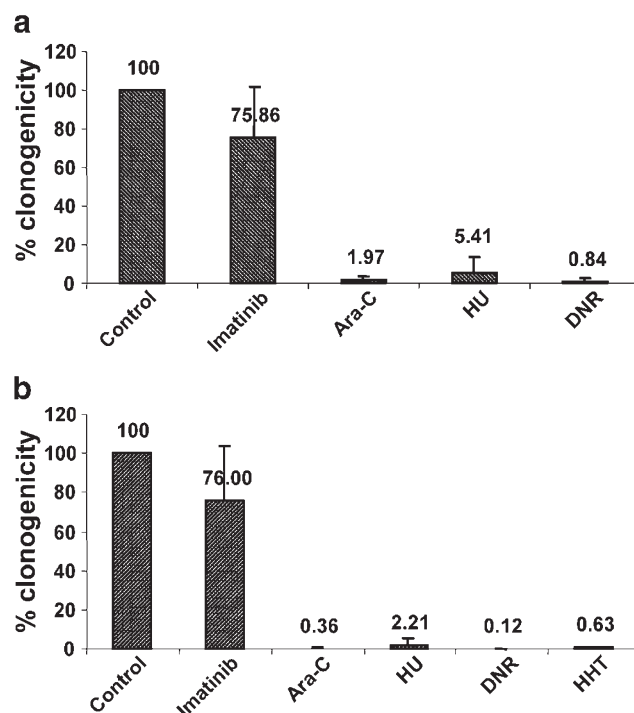 a
% clonogenicity
120
100
80
60
40
20
0
100
75.86
1.97
5.41
0.84
Control
Imatinib
Ara-C
HU
DNR
b
% clonogenicity
120
100
80
60
40
20
0
100
76.00
0.36
2.21
0.12
0.63
Control
Imatinib
Ara-C
HU
DNR
HHT